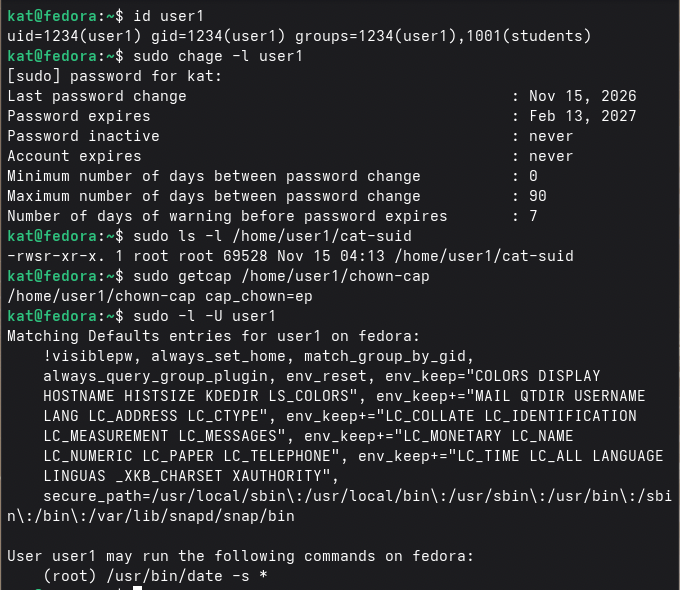 kat@fedora:~$ id user1
uid=1234(user1) gid=1234(user1) groups=1234(user1),1001(students)
kat@fedora:~$ sudo chage -l user1
[sudo] password for kat:
Last password change : Nov 15, 2026
Password expires : Feb 13, 2027
Password inactive : never
Account expires : never
Minimum number of days between password change : 0
Maximum number of days between password change : 90
Number of days of warning before password expires : 7
kat@fedora:~$ sudo ls -l /home/user1/cat-suid
-rwsr-xr-x. 1 root root 69528 Nov 15 04:13 /home/user1/cat-suid
kat@fedora:~$ sudo getcap /home/user1/chown-cap
/home/user1/chown-cap cap_chown=ep
kat@fedora:~$ sudo -l -U user1
Matching Defaults entries for user1 on fedora:
!visiblepw, always_set_home, match_group_by_gid,
always_query_group_plugin, env_reset, env_keep="COLORS DISPLAY
HOSTNAME HISTSIZE KDEDIR LS_COLORS", env_keep+="MAIL QTDIR USERNAME
LANG LC_ADDRESS LC_CTYPE", env_keep+="LC_COLLATE LC_IDENTIFICATION
LC_MEASUREMENT LC_MESSAGES", env_keep+="LC_MONETARY LC_NAME
LC_NUMERIC LC_PAPER LC_TELEPHONE", env_keep+="LC_TIME LC_ALL LANGUAGE
LINGUAS _XKB_CHARSET XAUTHORITY",
secure_path=/usr/local/sbin\:/usr/local/bin\:/usr/sbin\:/usr/bin\:/sbi
n\:/bin\:/var/lib/snapd/snap/bin
User user1 may run the following commands on fedora:
(root) /usr/bin/date -s *